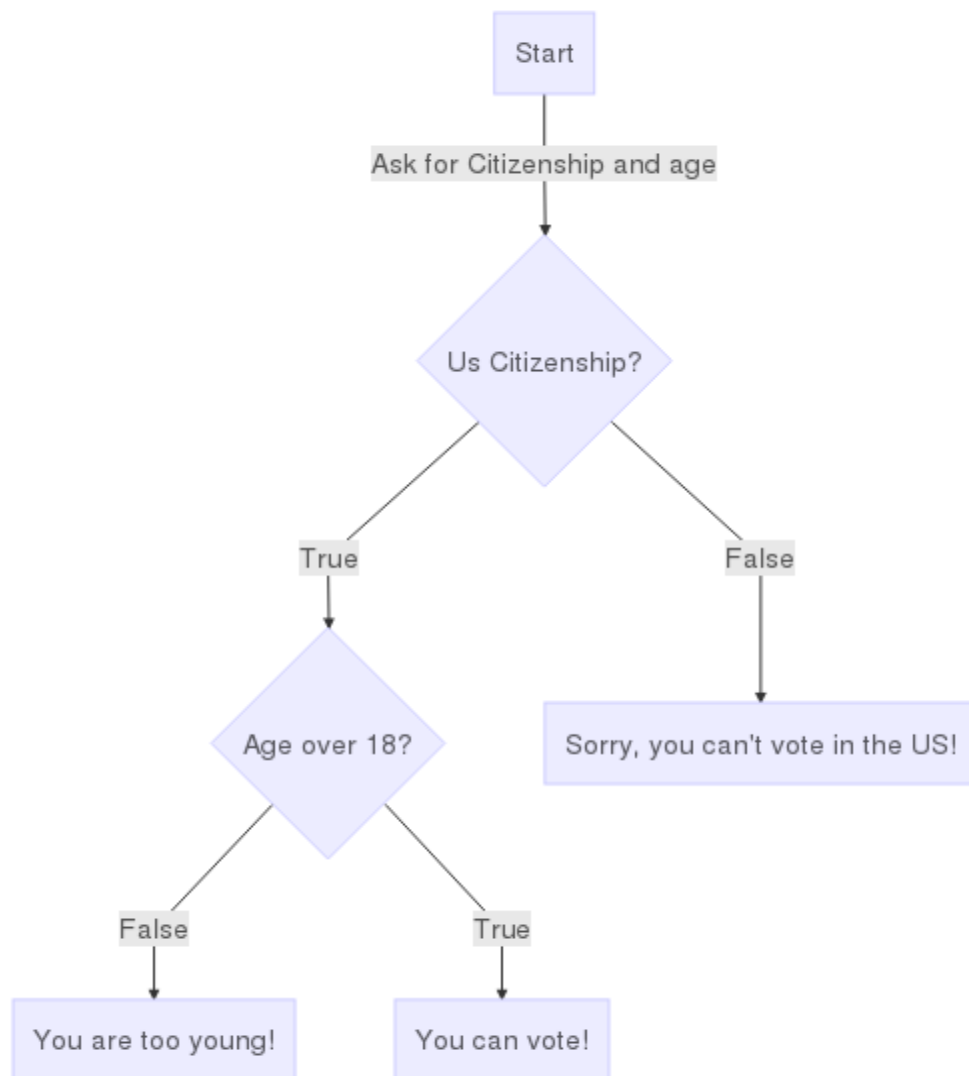 Start
Ask for Citizenship and age
Us Citizenship?
True
False
Age over 18?
Sorry, you can't vote in the US!
False
True
You are too young!
You can vote!